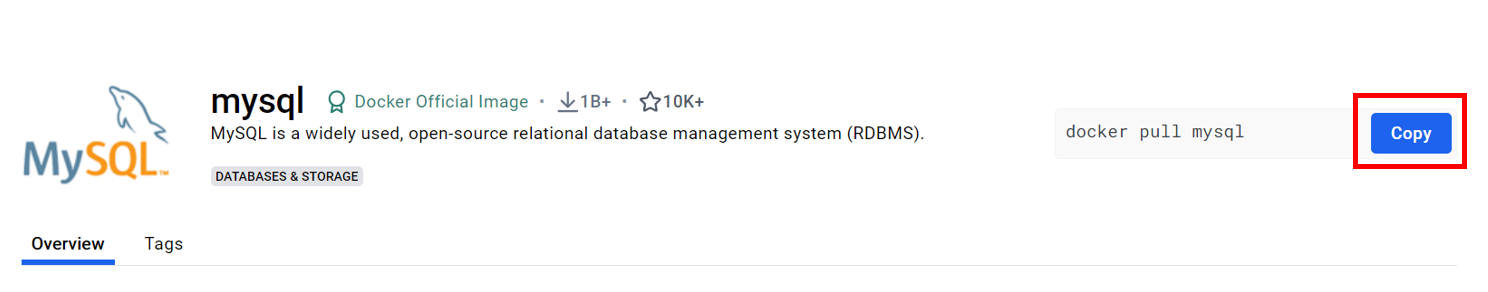 MySQL™
mysql Docker Official Image • 1B+ • 10K+
MySQL is a widely used, open-source relational database management system (RDBMS).
DATABASES & STORAGE
docker pull mysql Copy
Overview Tags